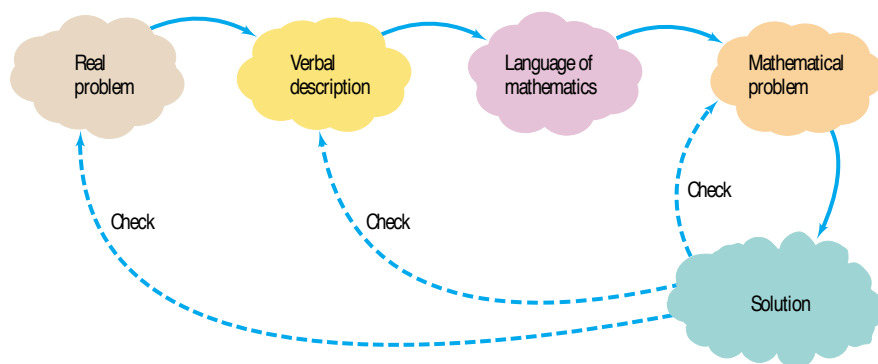 Real
problem
Verbal
description
Language of
mathematics
Mathematical
problem
Check
Check
Check
Solution